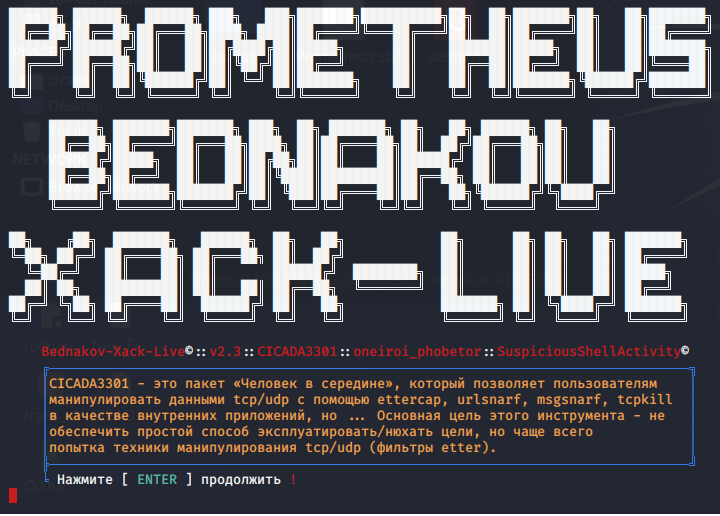 PROMETHEUS
BEDNAKOV
XACK-LIVE
Desktop
NETWORK
Bednakov-Xack-Live©::v2.3::CICADA3301::oneiroi_phobetor::SuspiciousShellActivity©
CICADA3301 - это пакет «Человек в середине», который позволяет пользователям
манипулировать данными tcp/udp с помощью ettercap, urlsnarf, msgsnarf, tcpkill
в качестве внутренних приложений, но ... Основная цель этого инструмента - не
обеспечить простой способ эксплуатировать/нюхать цели, но чаще всего
попытка техники манипулирования tcp/udp (фильтры etter).
Нажмите [ ENTER ] продолжить !